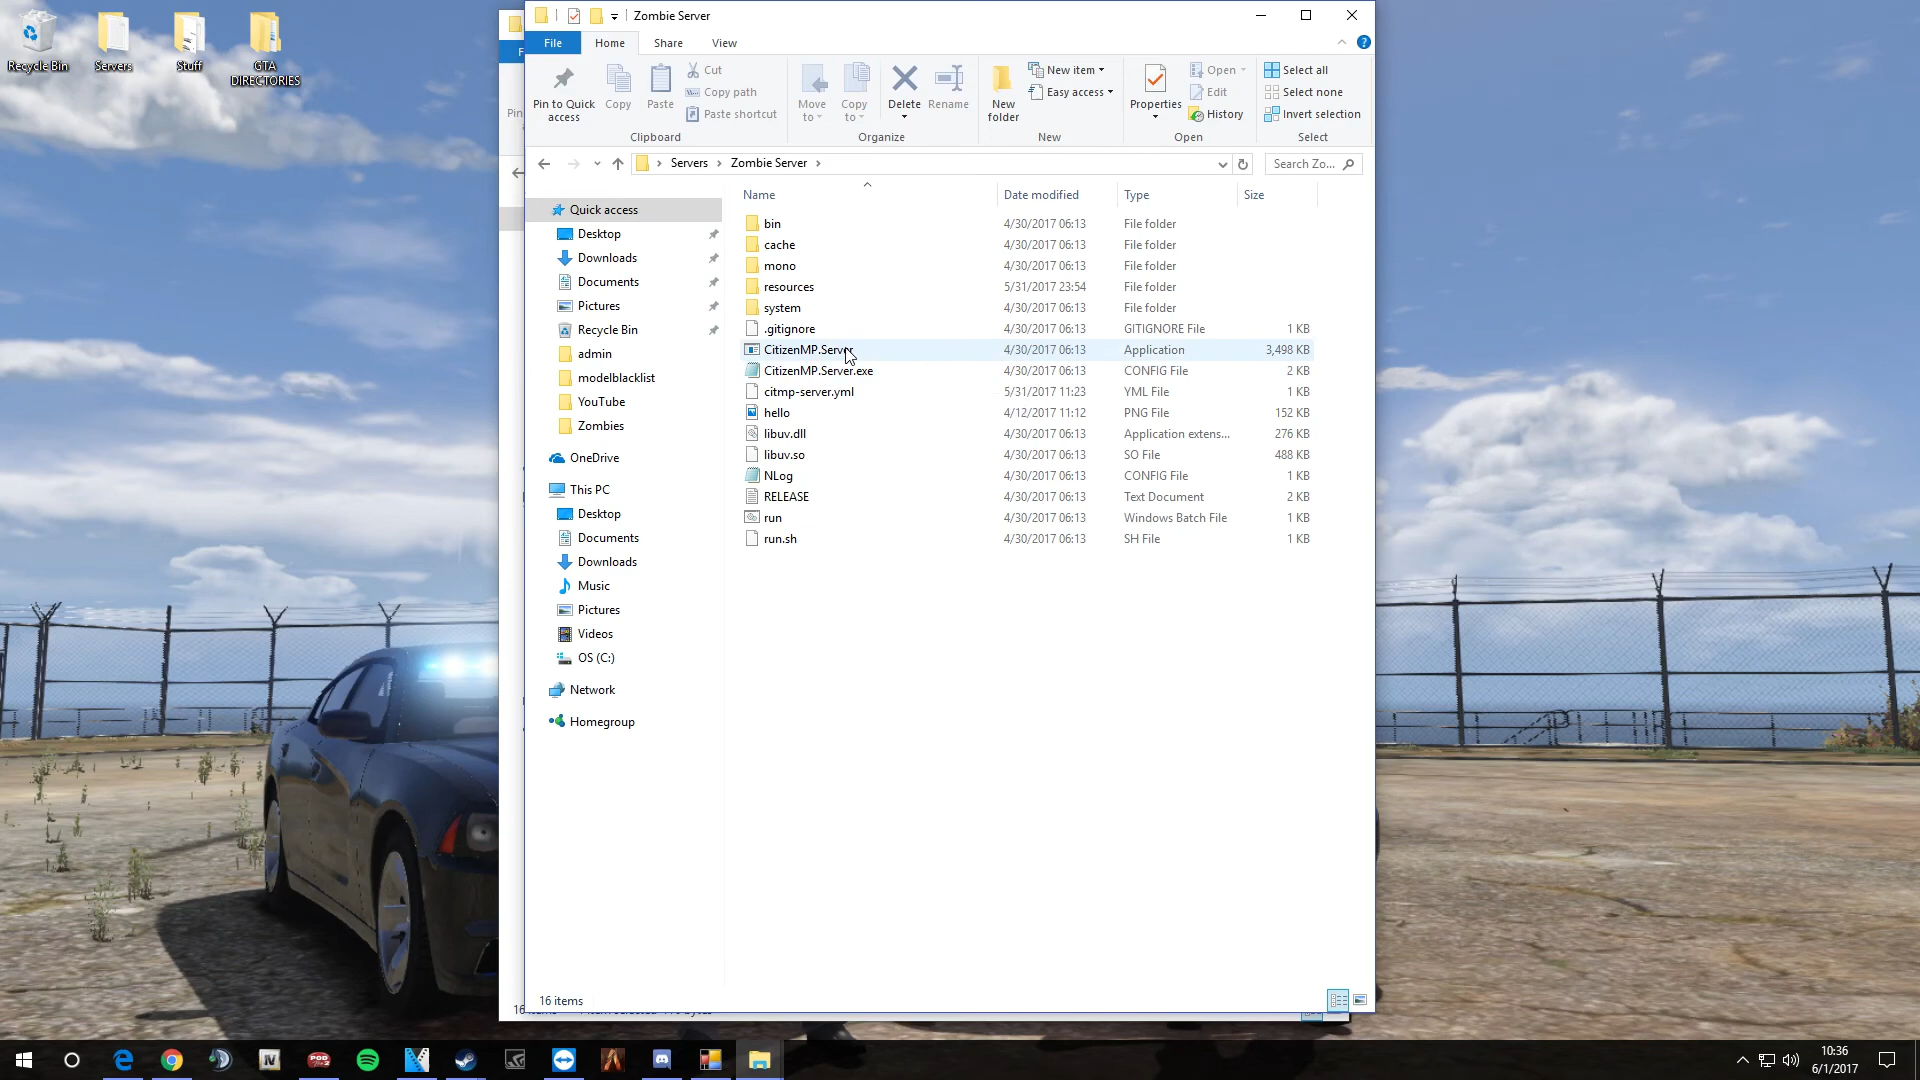 Recycle Bin
Servers
Stuff
GTA
DIRECTORIES
Zombie Server
File
Home
Share
View
Pin to Quick
access
Copy
Paste
Cut
Copy path
Paste shortcut
Clipboard
Move
to
Copy
to
Delete
Rename
Organize
New
folder
New item
Easy access
New
Properties
Open
Edit
History
Open
Select all
Select none
Invert selection
Select
Servers
Zombie Server
Search Zo...
Quick access
Desktop
Downloads
Documents
Pictures
Recycle Bin
admin
modelblacklist
YouTube
Zombies
OneDrive
This PC
Desktop
Documents
Downloads
Music
Pictures
Videos
OS (C:)
Network
Homegroup
Name Date modified Type Size
bin 4/30/2017 06:13 File folder
cache 4/30/2017 06:13 File folder
mono 4/30/2017 06:13 File folder
resources 5/31/2017 23:54 File folder
system 4/30/2017 06:13 File folder
.gitignore 4/30/2017 06:13 GITIGNORE File 1 KB
CitizenMP.Server 4/30/2017 06:13 Application 3,498 KB
CitizenMP.Server.exe 4/30/2017 06:13 CONFIG File 2 KB
citmp-server.yml 5/31/2017 11:23 YML File 1 KB
hello 4/12/2017 11:12 PNG File 152 KB
libuv.dll 4/30/2017 06:13 Application extens... 276 KB
libuv.so 4/30/2017 06:13 SO File 488 KB
NLog 4/30/2017 06:13 CONFIG File 1 KB
RELEASE 4/30/2017 06:13 Text Document 2 KB
run 4/30/2017 06:13 Windows Batch File 1 KB
run.sh 4/30/2017 06:13 SH File 1 KB
16 items
10:36
6/1/2017